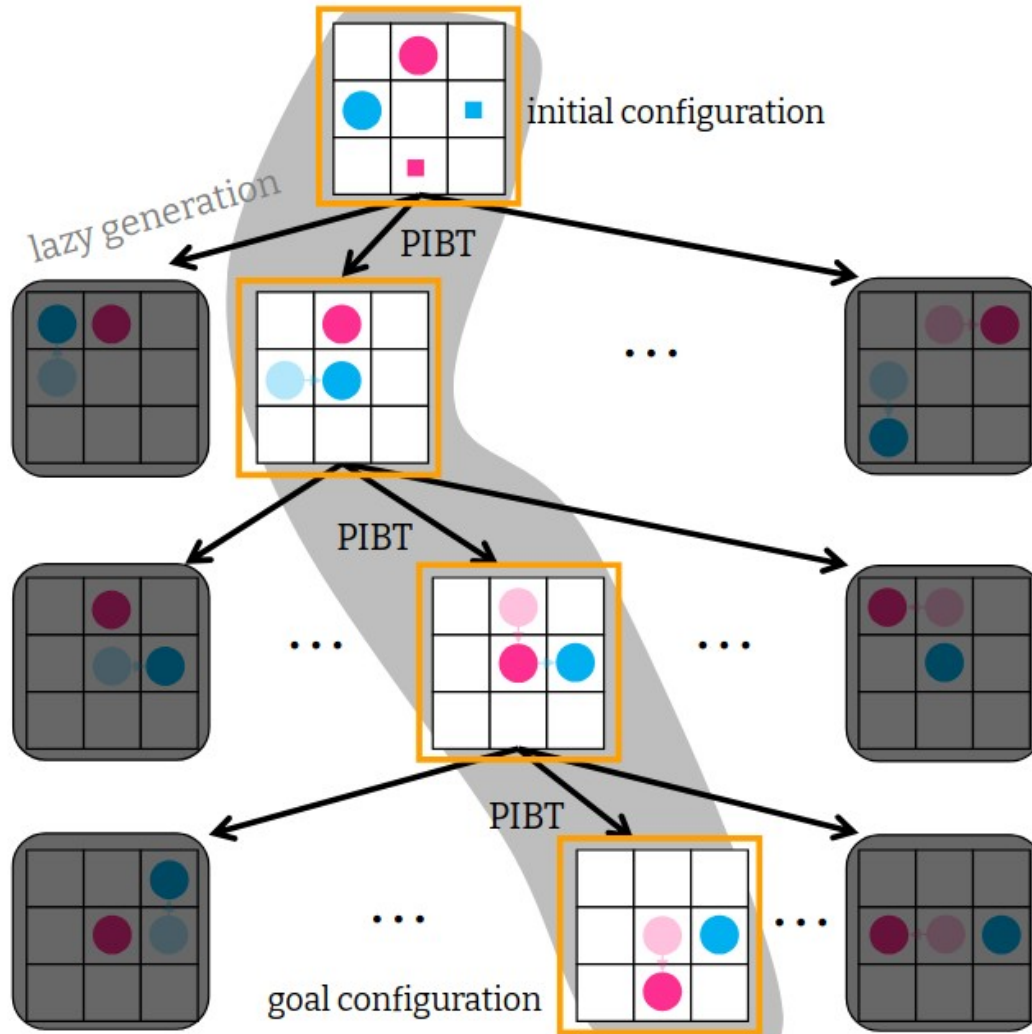 initial configuration
lazy generation
PIBT
...
PIBT
...
...
PIBT
...
...
goal configuration